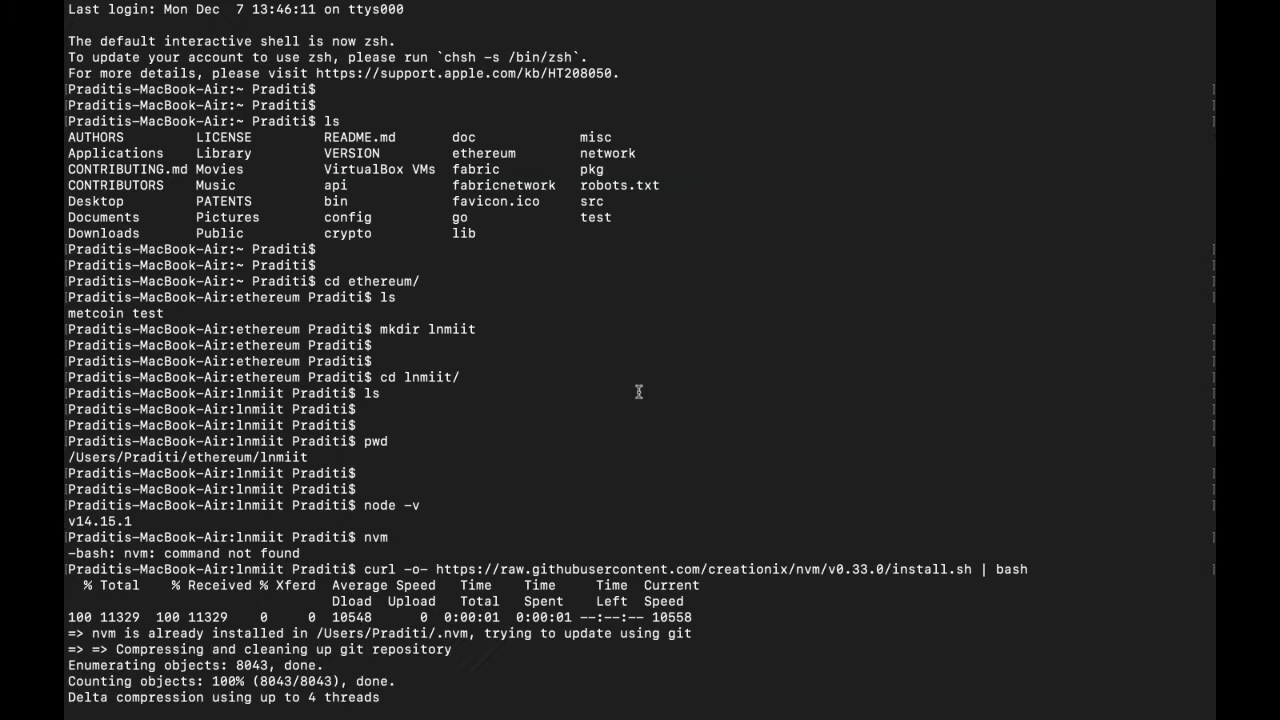 Last login: Mon Dec  7 13:46:11 on ttys000
The default interactive shell is now zsh.
To update your account to use zsh, please run `chsh -s /bin/zsh`.
For more details, please visit https://support.apple.com/kb/HT208050.
Praditis-MacBook-Air:~ Praditi$
Praditis-MacBook-Air:~ Praditi$
Praditis-MacBook-Air:~ Praditi$ ls
AUTHORS         LICENSE         README.md       doc             misc
Applications    Library         VERSION         ethereum        network
CONTRIBUTING.md Movies          VirtualBox VMs  fabric          pkg
CONTRIBUTORS    Music           api             fabricnetwork   robots.txt
Desktop         PATENTS         bin             favicon.ico     src
Documents       Pictures        config          go              test
Downloads       Public          crypto          lib
Praditis-MacBook-Air:~ Praditi$
Praditis-MacBook-Air:~ Praditi$
Praditis-MacBook-Air:~ Praditi$ cd ethereum/
Praditis-MacBook-Air:ethereum Praditi$ ls
metcoin test
Praditis-MacBook-Air:ethereum Praditi$ mkdir lnmiit
Praditis-MacBook-Air:ethereum Praditi$
Praditis-MacBook-Air:ethereum Praditi$
Praditis-MacBook-Air:ethereum Praditi$ cd lnmiit/
Praditis-MacBook-Air:lnmiit Praditi$ ls
Praditis-MacBook-Air:lnmiit Praditi$
Praditis-MacBook-Air:lnmiit Praditi$
Praditis-MacBook-Air:lnmiit Praditi$ pwd
/Users/Praditi/ethereum/lnmiit
Praditis-MacBook-Air:lnmiit Praditi$
Praditis-MacBook-Air:lnmiit Praditi$
Praditis-MacBook-Air:lnmiit Praditi$ node -v
v14.15.1
Praditis-MacBook-Air:lnmiit Praditi$ nvm
-bash: nvm: command not found
Praditis-MacBook-Air:lnmiit Praditi$ curl -o- https://raw.githubusercontent.com/creationix/nvm/v0.33.0/install.sh | bash
  % Total    % Received % Xferd  Average Speed   Time    Time     Time  Current
                                 Dload  Upload   Total   Spent    Left  Speed
100 11329  100 11329    0     0  10548      0  0:00:01  0:00:01 --:--:-- 10558
=> nvm is already installed in /Users/Praditi/.nvm, trying to update using git
=> => Compressing and cleaning up git repository
Enumerating objects: 8043, done.
Counting objects: 100% (8043/8043), done.
Delta compression using up to 4 threads